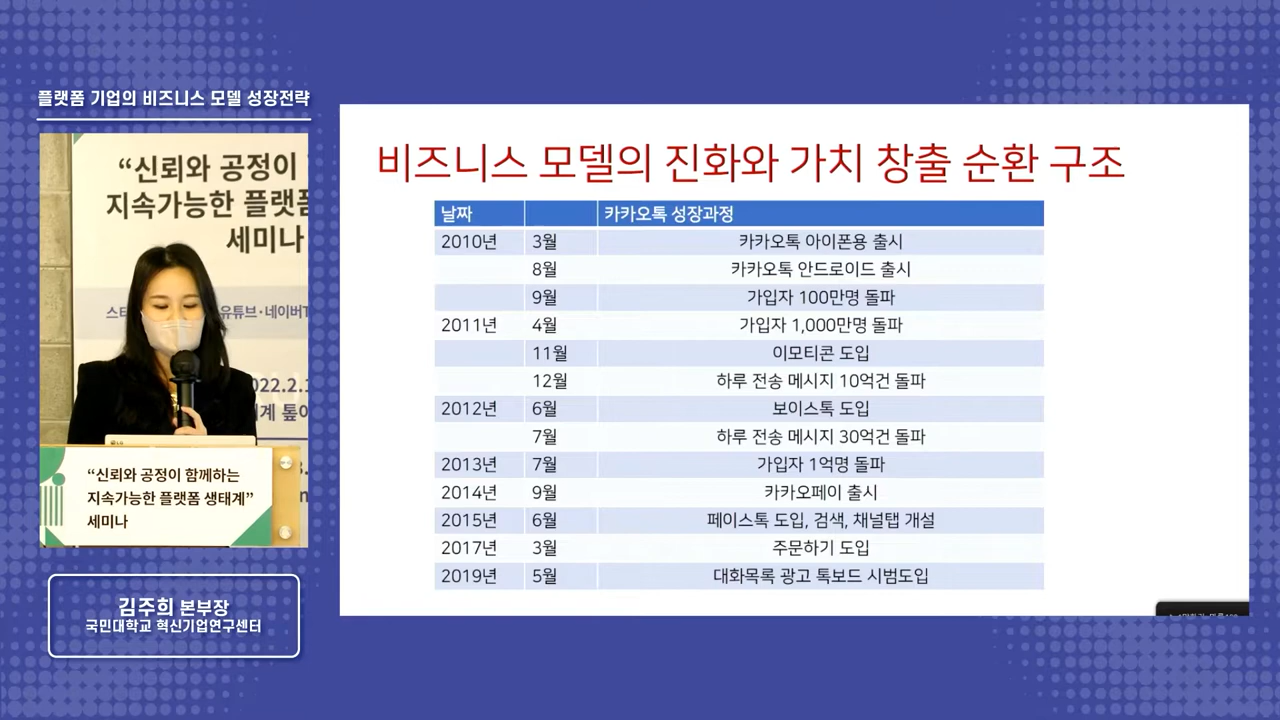 플랫폼 기업의 비즈니스 모델 성장전략
“신뢰와 공정이
지속가능한 플랫폼
세미나
유튜브·네이버T
2022.2.1
“신뢰와 공정이 함께하는
지속가능한 플랫폼 생태계”
세미나
김주희 본부장
국민대학교 혁신기업연구센터
비즈니스 모델의 진화와 가치 창출 순환 구조
날짜 카카오톡 성장과정
2010년 3월 카카오톡 아이폰용 출시
8월 카카오톡 안드로이드 출시
9월 가입자 100만명 돌파
2011년 4월 가입자 1,000만명 돌파
11월 이모티콘 도입
12월 하루 전송 메시지 10억건 돌파
2012년 6월 보이스톡 도입
7월 하루 전송 메시지 30억건 돌파
2013년 7월 가입자 1억명 돌파
2014년 9월 카카오페이 출시
2015년 6월 페이스톡 도입, 검색, 채널탭 개설
2017년 3월 주문하기 도입
2019년 5월 대화목록 광고 톡보드 시범도입